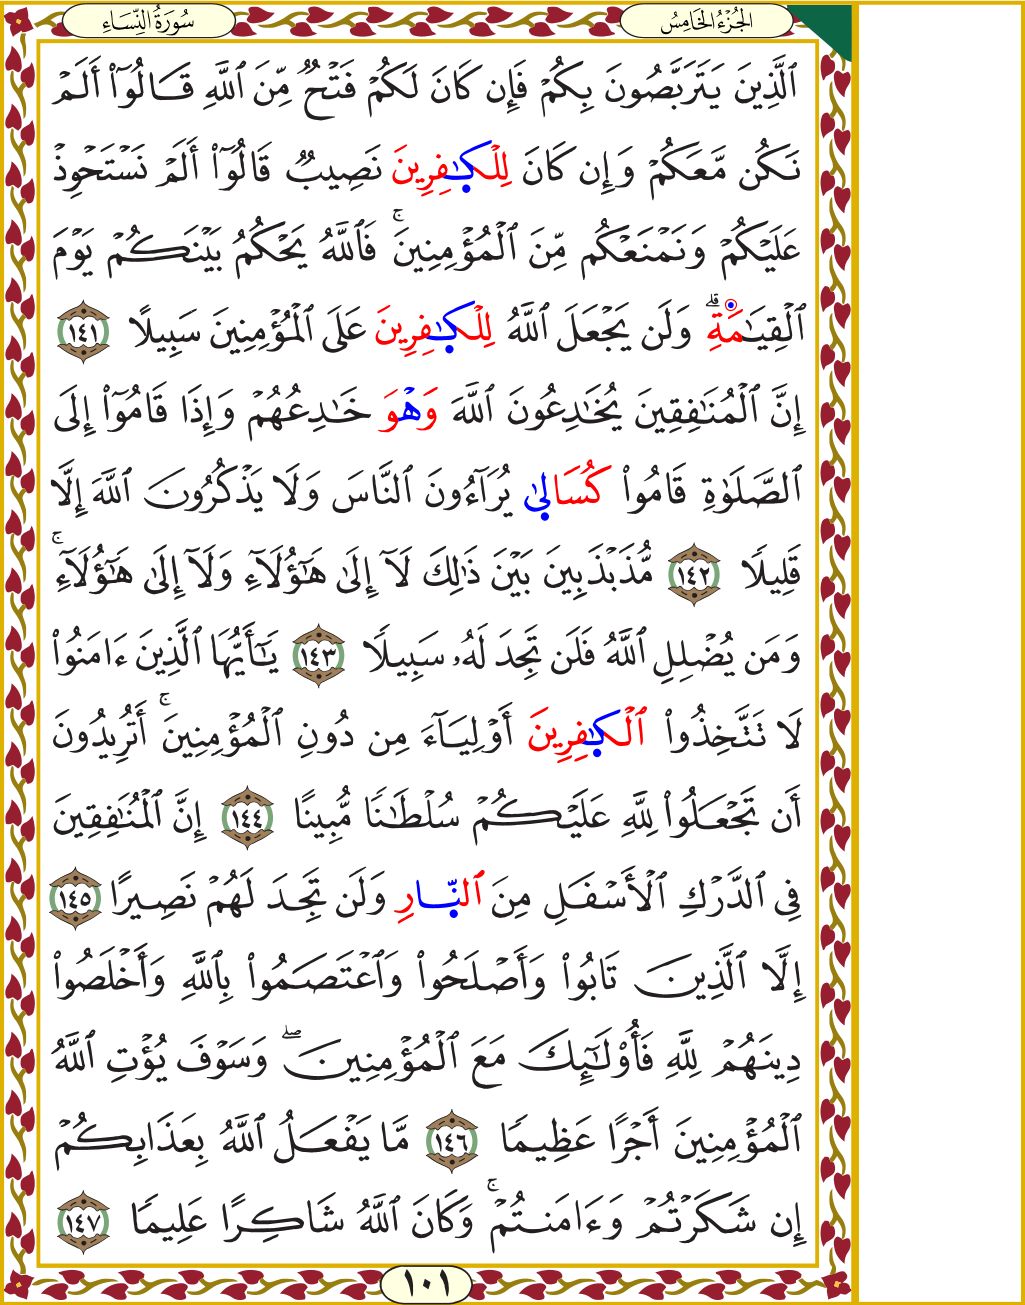 الجُزْءُ الخَامِسُ
سُورَةُ النِّسَاءِ
ٱلَّذِينَ يَتَرَبَّصُونَ بِكُمْ فَإِن كَانَ لَكُمْ فَتْحٌ مِّنَ ٱللَّهِ قَالُوٓاْ أَلَمْ
نَكُن مَّعَكُمْ وَإِن كَانَ لِلْكَٰفِرِينَ نَصِيبٌ قَالُوٓاْ أَلَمْ نَسْتَحْوِذْ
عَلَيْكُمْ وَنَمْنَعْكُم مِّنَ ٱلْمُؤْمِنِينَۚ فَٱللَّهُ يَحْكُمُ بَيْنَكُمْ يَوْمَ
ٱلْقِيَٰمَةِۗ وَلَن يَجْعَلَ ٱللَّهُ لِلْكَٰفِرِينَ عَلَى ٱلْمُؤْمِنِينَ سَبِيلًا ١٤١
إِنَّ ٱلْمُنَٰفِقِينَ يُخَٰدِعُونَ ٱللَّهَ وَهْوَ خَٰدِعُهُمْ وَإِذَا قَامُوٓاْ إِلَى
ٱلصَّلَوٰةِ قَامُواْ كُسَالىٰ يُرَآءُونَ ٱلنَّاسَ وَلَا يَذْكُرُونَ ٱللَّهَ إِلَّا
قَلِيلًا ١٤٢ مُّذَبْذَبِينَ بَيْنَ ذَٰلِكَ لَآ إِلَىٰ هَٰٓؤُلَآءِ وَلَآ إِلَىٰ هَٰٓؤُلَآءِۚ
وَمَن يُضْلِلِ ٱللَّهُ فَلَن تَجِدَ لَهُۥ سَبِيلًا ١٤٣ يَٰٓأَيُّهَا ٱلَّذِينَ ءَامَنُواْ
لَا تَتَّخِذُواْ ٱلْكَٰفِرِينَ أَوْلِيَآءَ مِن دُونِ ٱلْمُؤْمِنِينَۚ أَتُرِيدُونَ
أَن تَجْعَلُواْ لِلَّهِ عَلَيْكُمْ سُلْطَٰنًا مُّبِينًا ١٤٤ إِنَّ ٱلْمُنَٰفِقِينَ
فِى ٱلدَّرْكِ ٱلْأَسْفَلِ مِنَ ٱلنَّارِ وَلَن تَجِدَ لَهُمْ نَصِيرًا ١٤٥
إِلَّا ٱلَّذِينَ تَابُواْ وَأَصْلَحُواْ وَٱعْتَصَمُواْ بِٱللَّهِ وَأَخْلَصُواْ
دِينَهُمْ لِلَّهِ فَأُوْلَٰٓئِكَ مَعَ ٱلْمُؤْمِنِينَۖ وَسَوْفَ يُؤْتِ ٱللَّهُ
ٱلْمُؤْمِنِينَ أَجْرًا عَظِيمًا ١٤٦ مَّا يَفْعَلُ ٱللَّهُ بِعَذَابِكُمْ
إِن شَكَرْتُمْ وَءَامَنتُمْۚ وَكَانَ ٱللَّهُ شَاكِرًا عَلِيمًا ١٤٧
١٠١